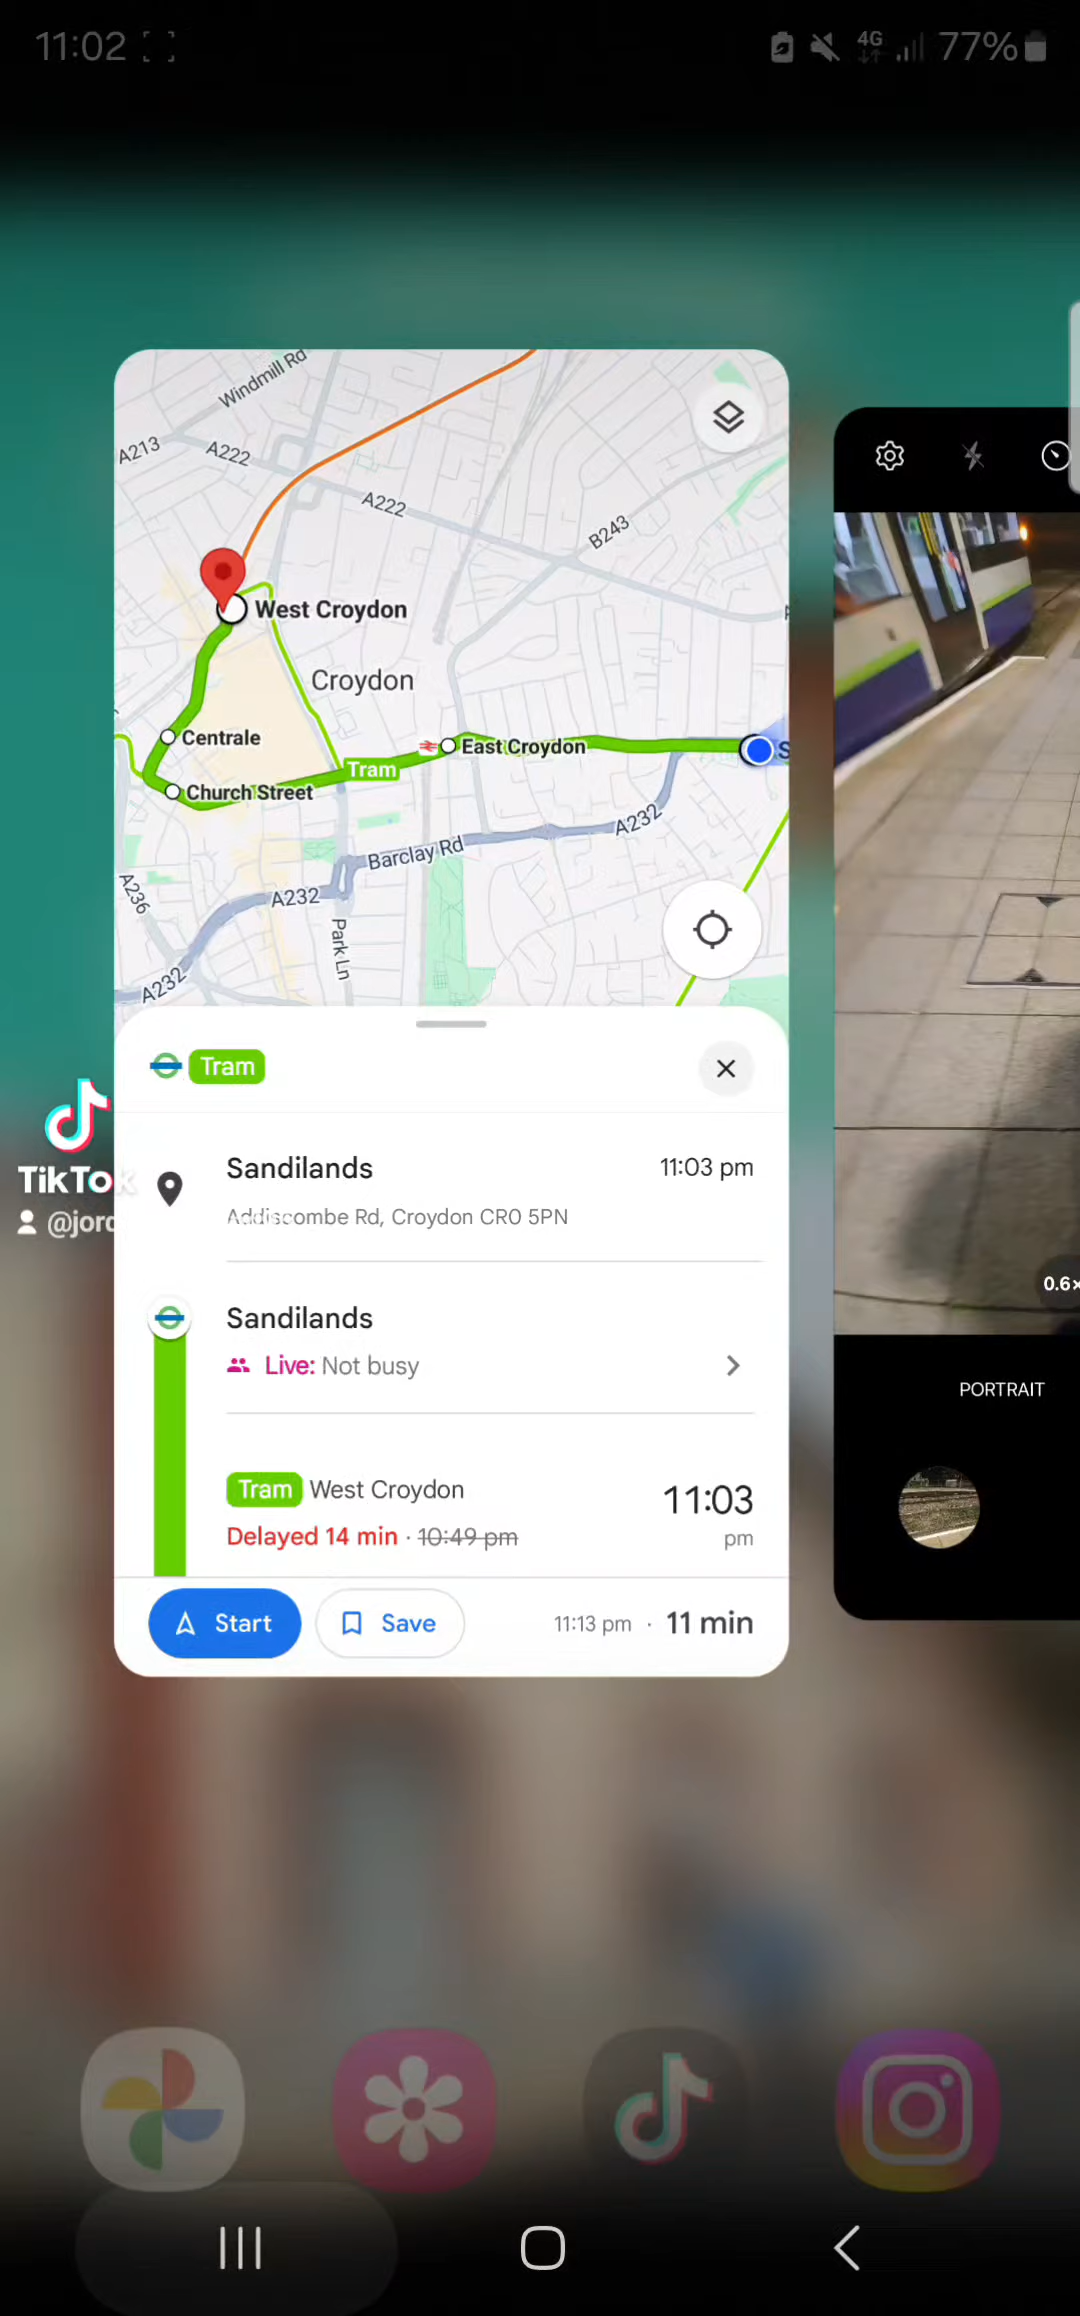 11:02
4G
77%
Windmill Rd
A213
A222
A222
B243
West Croydon
Croydon
Centrale
East Croydon
Tram
Church Street
A232
Barclay Rd
A236
A232
Park Ln
A232
Tram
Sandilands
11:03 pm
Addiscombe Rd, Croydon CR0 5PN
TikTok
@jord
Sandilands
Live: Not busy
0.6×
PORTRAIT
Tram West Croydon
11:03
pm
Delayed 14 min · 10:49 pm
Start
Save
11:13 pm · 11 min